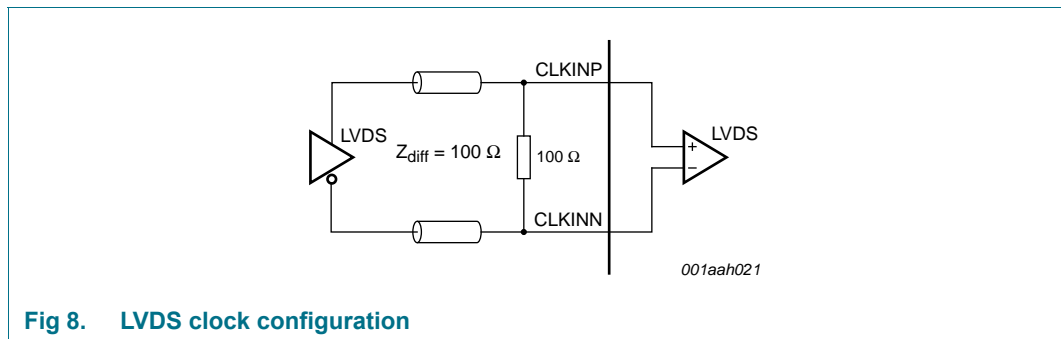 CLKINP
LVDS
Zdiff = 100 Ω
100 Ω
LVDS
+
−
CLKINN
001aah021
Fig 8. LVDS clock configuration